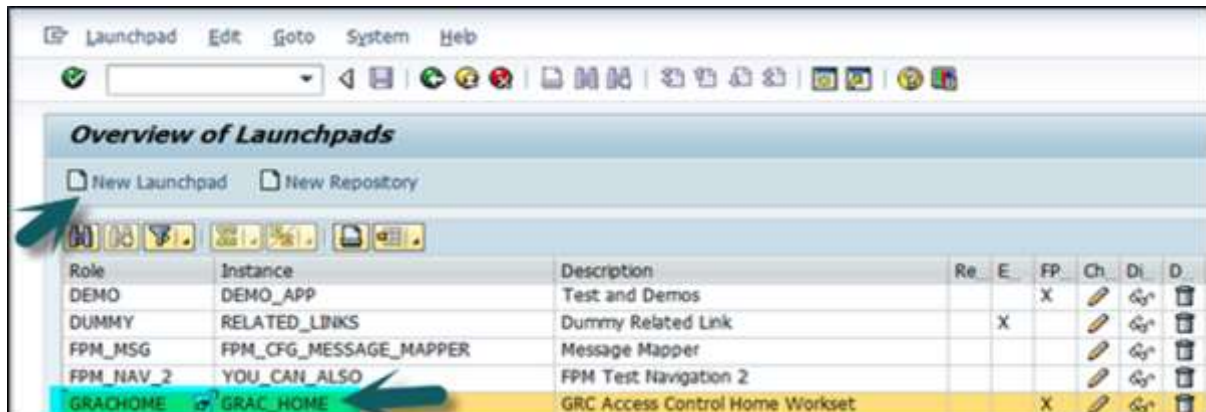 Launchpad Edit Goto System Help
Overview of Launchpads
New Launchpad New Repository
Role Instance Description Re.. E.. FP.. Ch.. Di.. D..
DEMO DEMO_APP Test and Demos X
DUMMY RELATED_LINKS Dummy Related Link X
FPM_MSG FPM_CFG_MESSAGE_MAPPER Message Mapper
FPM_NAV_2 YOU_CAN_ALSO FPM Test Navigation 2
GRACHOME GRAC_HOME GRC Access Control Home Workset X